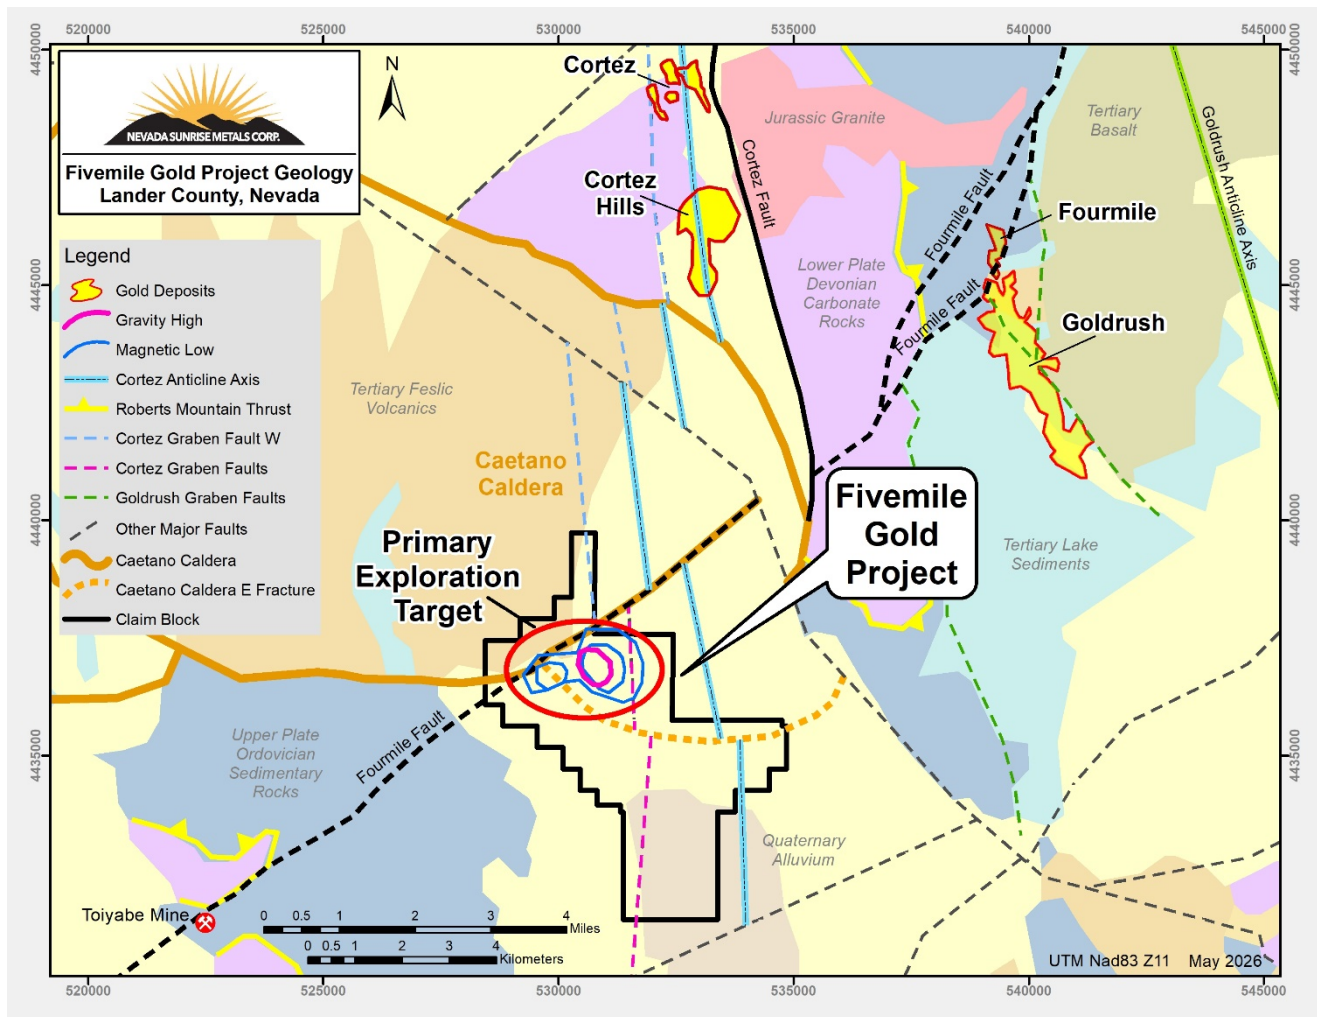 520000
525000
530000
535000
540000
545000
4450000
4450000
NEVADA SUNRISE METALS CORP.
Fivemile Gold Project Geology
Lander County, Nevada
N
Cortez
Jurassic Granite
Tertiary
Basalt
Goldrush Anticline Axis
Cortez Fault
Cortez
Hills
Fourmile Fault
Fourmile
Legend
Gold Deposits
Gravity High
Magnetic Low
Cortez Anticline Axis
Roberts Mountain Thrust
Cortez Graben Fault W
Cortez Graben Faults
Goldrush Graben Faults
Other Major Faults
Caetano Caldera
Caetano Caldera E Fracture
Claim Block
4445000
4445000
Lower Plate
Devonian
Carbonate
Rocks
Fourmile Fault
Goldrush
Tertiary Feslic
Volcanics
Caetano
Caldera
Fivemile
Gold
Project
4440000
4440000
Primary
Exploration
Target
Tertiary Lake
Sediments
Fourmile Fault
Upper Plate
Ordovician
Sedimentary
Rocks
4435000
4435000
Quaternary
Alluvium
Toiyabe Mine
0 0.5 1 2 3 4
Miles
0 0.5 1 2 3 4
Kilometers
UTM Nad83 Z11 May 2026
520000
525000
530000
535000
540000
545000